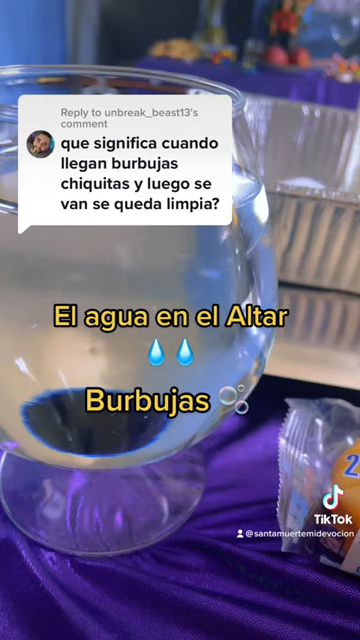 Reply to unbreak_beast13's
comment
que significa cuando
llegan burbujas
chiquitas y luego se
van se queda limpia?
El agua en el Altar
Burbujas
2
TikTok
@santamuertemidevocion